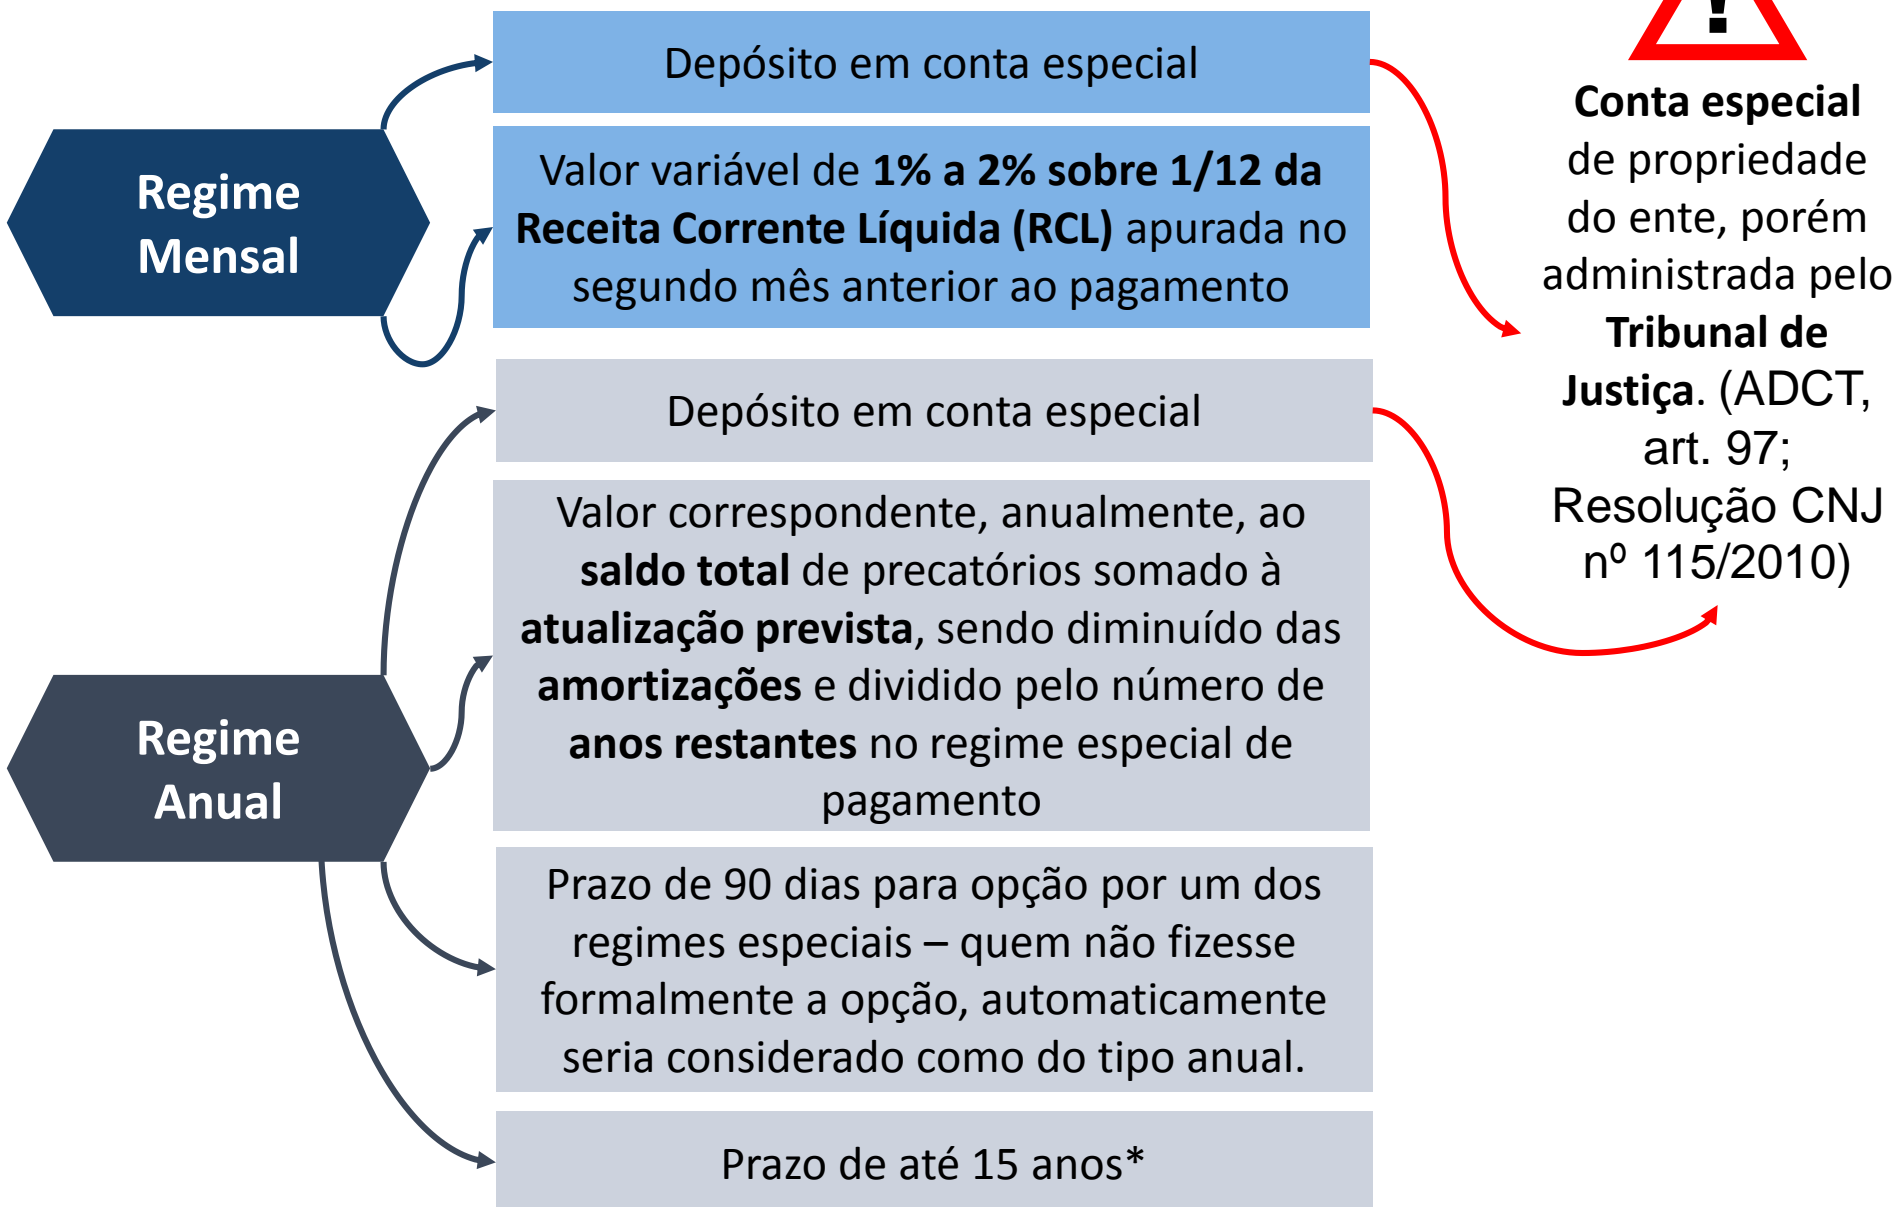 Regime
Mensal
Depósito em conta especial
Valor variável de 1% a 2% sobre 1/12 da
Receita Corrente Líquida (RCL) apurada no
segundo mês anterior ao pagamento
!
Conta especial
de propriedade
do ente, porém
administrada pelo
Tribunal de
Justiça. (ADCT,
art. 97;
Resolução CNJ
nº 115/2010)
Regime
Anual
Depósito em conta especial
Valor correspondente, anualmente, ao
saldo total de precatórios somado à
atualização prevista, sendo diminuído das
amortizações e dividido pelo número de
anos restantes no regime especial de
pagamento
Prazo de 90 dias para opção por um dos
regimes especiais – quem não fizesse
formalmente a opção, automaticamente
seria considerado como do tipo anual.
Prazo de até 15 anos*